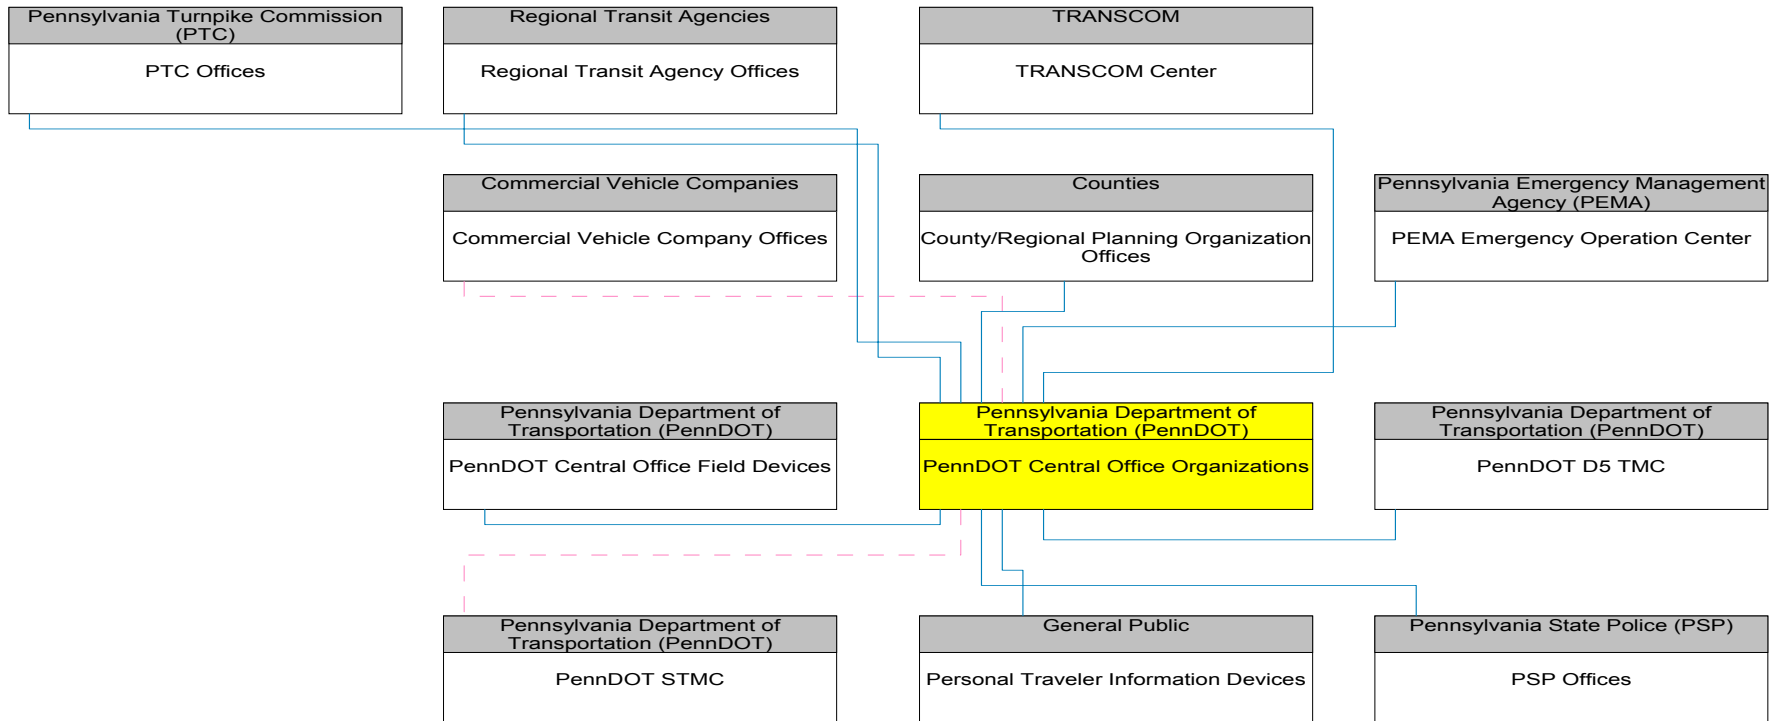 Pennsylvania Turnpike Commission
(PTC)
PTC Offices
Regional Transit Agencies
Regional Transit Agency Offices
TRANSCOM
TRANSCOM Center
Commercial Vehicle Companies
Commercial Vehicle Company Offices
Counties
County/Regional Planning Organization
Offices
Pennsylvania Emergency Management
Agency (PEMA)
PEMA Emergency Operation Center
Pennsylvania Department of
Transportation (PennDOT)
PennDOT Central Office Field Devices
Pennsylvania Department of
Transportation (PennDOT)
PennDOT Central Office Organizations
Pennsylvania Department of
Transportation (PennDOT)
PennDOT D5 TMC
Pennsylvania Department of
Transportation (PennDOT)
PennDOT STMC
General Public
Personal Traveler Information Devices
Pennsylvania State Police (PSP)
PSP Offices